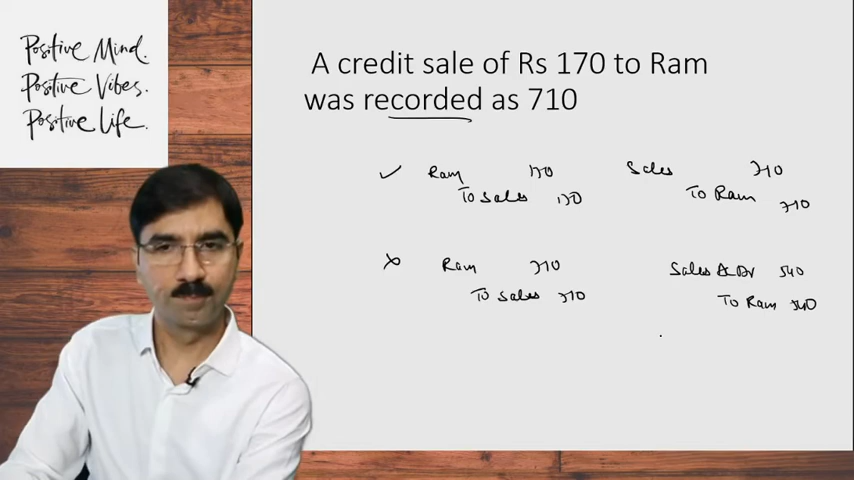 Positive Mind.
Positive Vibes.
Positive Life.
A credit sale of Rs 170 to Ram
was recorded as 710
✓ Ram 170
To Sales 170
Sales 710
To Ram 710
✗ Ram 710
To Sales 710
Sales A Dr 540
To Ram 540